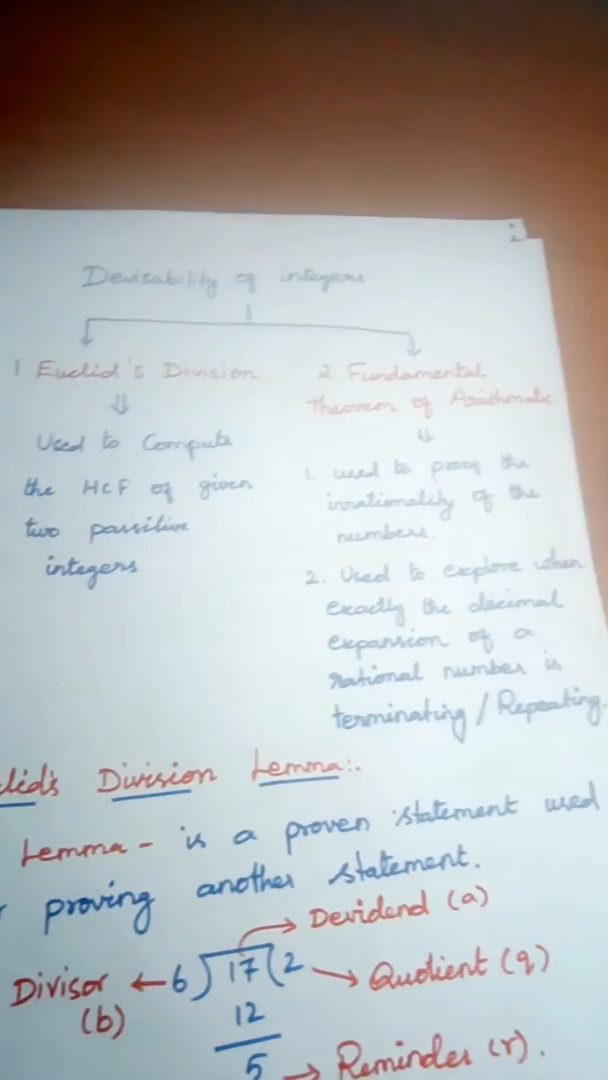 Devisability of integers
1 Euclid's Division
Used to Compute
the HCF of given
two passitive
integers
2. Fundamental
Theorem of Arithmatic
1. used to proof the
irrationality of the
numbers.
2. Used to explore when
exactly the decimal
expansion of a
rational number is
terminating / Repeating.
lid's Division Lemma:-
Lemma - is a proven statement used
proving another statement.
Devidend (a)
Divisor ← 6 ) 17 ( 2 → Quotient (q)
(b)
12
5 → Reminder (r).